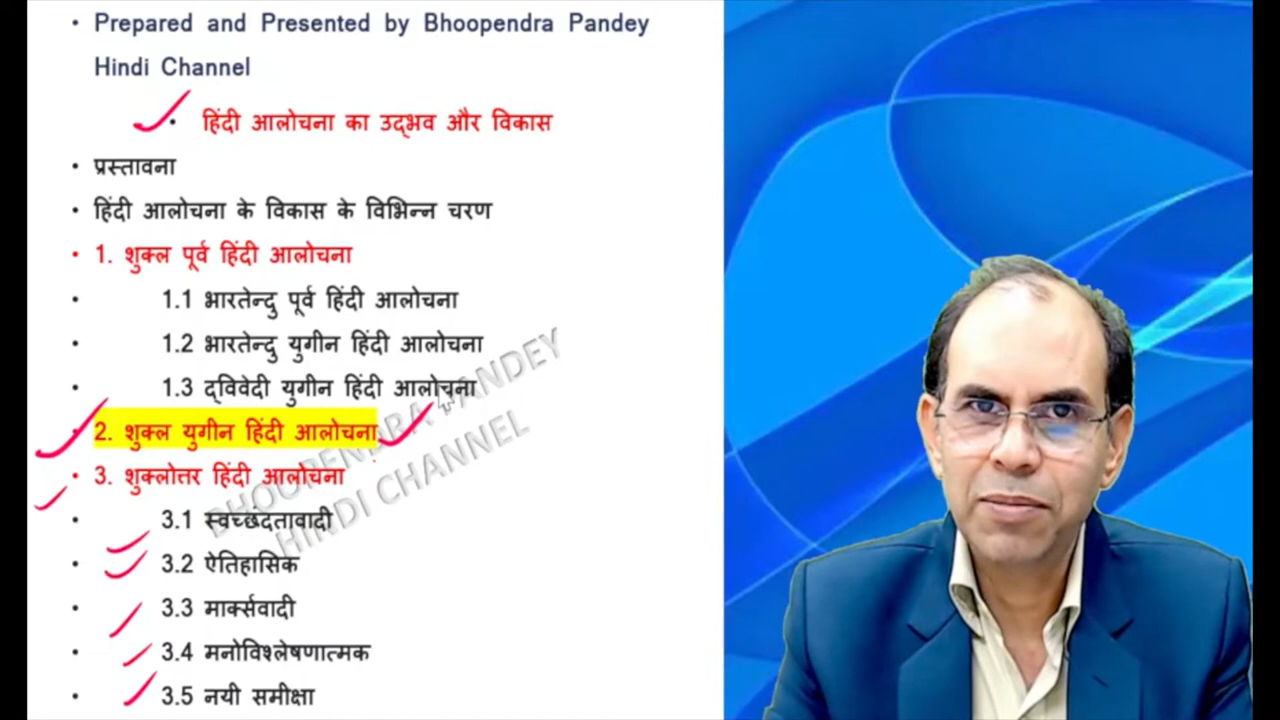 • Prepared and Presented by Bhoopendra Pandey
Hindi Channel
• हिंदी आलोचना का उद्भव और विकास
• प्रस्तावना
• हिंदी आलोचना के विकास के विभिन्न चरण
• 1. शुक्ल पूर्व हिंदी आलोचना
• 1.1 भारतेन्दु पूर्व हिंदी आलोचना
• 1.2 भारतेन्दु युगीन हिंदी आलोचना
• 1.3 द्विवेदी युगीन हिंदी आलोचना
• 2. शुक्ल युगीन हिंदी आलोचना
• 3. शुक्लोत्तर हिंदी आलोचना
• 3.1 स्वच्छंदतावादी
• 3.2 ऐतिहासिक
• 3.3 मार्क्सवादी
• 3.4 मनोविश्लेषणात्मक
• 3.5 नयी समीक्षा
BHOOPENDRA PANDEY
HINDI CHANNEL